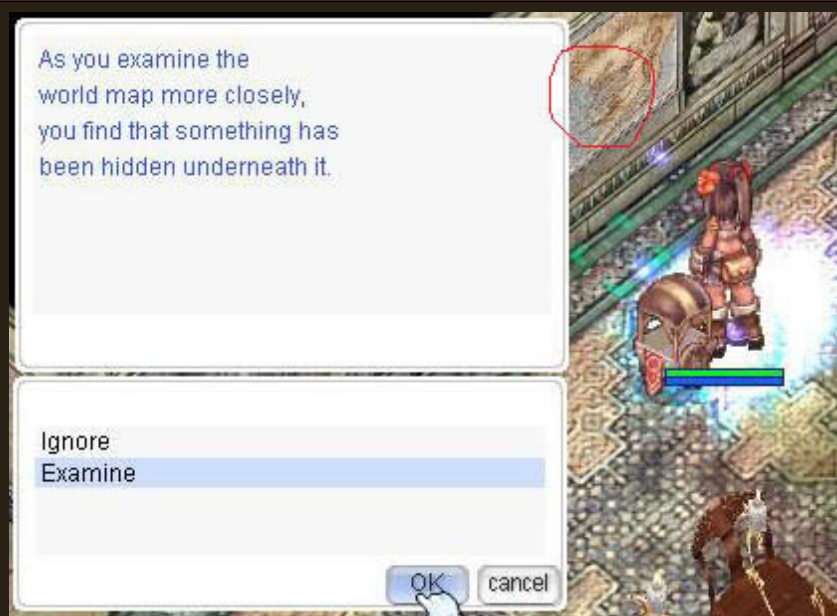 As you examine the
world map more closely,
you find that something has
been hidden underneath it.
Ignore
Examine
OK
cancel